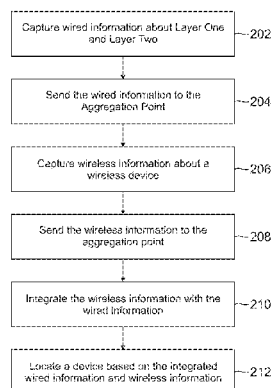 Capture wired information about Layer One
and Layer Two
202
Send the wired information to the
Aggregation Point
204
Capture wireless information about a
wireless device
206
Send the wireless information to the
aggregation point
208
Integrate the wireless information with the
wired Information
210
Locate a device based on the integrated
wired information and wireless information
212